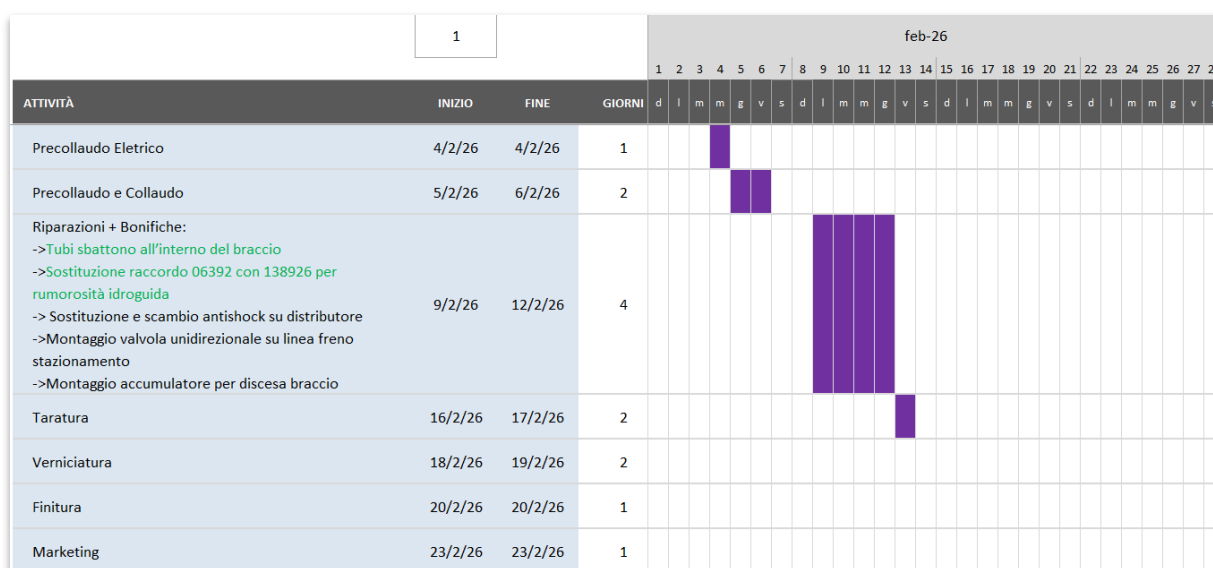 1
feb-26
1 2 3 4 5 6 7 8 9 10 11 12 13 14 15 16 17 18 19 20 21 22 23 24 25 26 27
ATTIVITÀ INIZIO FINE GIORNI d l m m g v s d l m m g v s d l m m g v s d l m m g v s
Precollaudo Eletrico 4/2/26 4/2/26 1
Precollaudo e Collaudo 5/2/26 6/2/26 2
Riparazioni + Bonifiche:
->Tubi sbattono all'interno del braccio
->Sostituzione raccordo 06392 con 138926 per
rumorosità idroguida
9/2/26 12/2/26 4
-> Sostituzione e scambio antishock su distributore
->Montaggio valvola unidirezionale su linea freno
stazionamento
->Montaggio accumulatore per discesa braccio
Taratura 16/2/26 17/2/26 2
Verniciatura 18/2/26 19/2/26 2
Finitura 20/2/26 20/2/26 1
Marketing 23/2/26 23/2/26 1